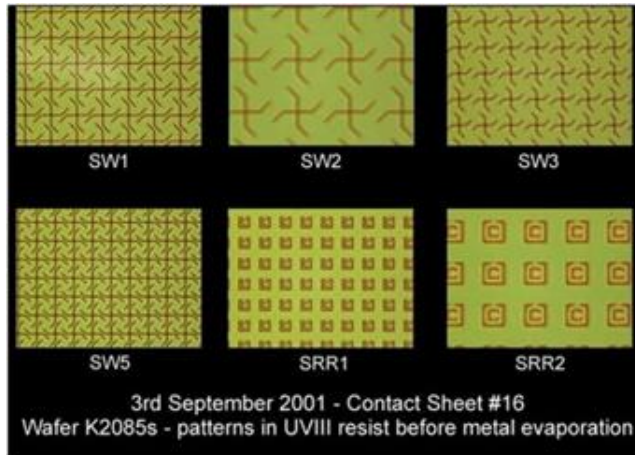 SW1 SW2 SW3
SW5 SRR1 SRR2
3rd September 2001 - Contact Sheet #16
Wafer K2085s - patterns in UVIII resist before metal evaporation